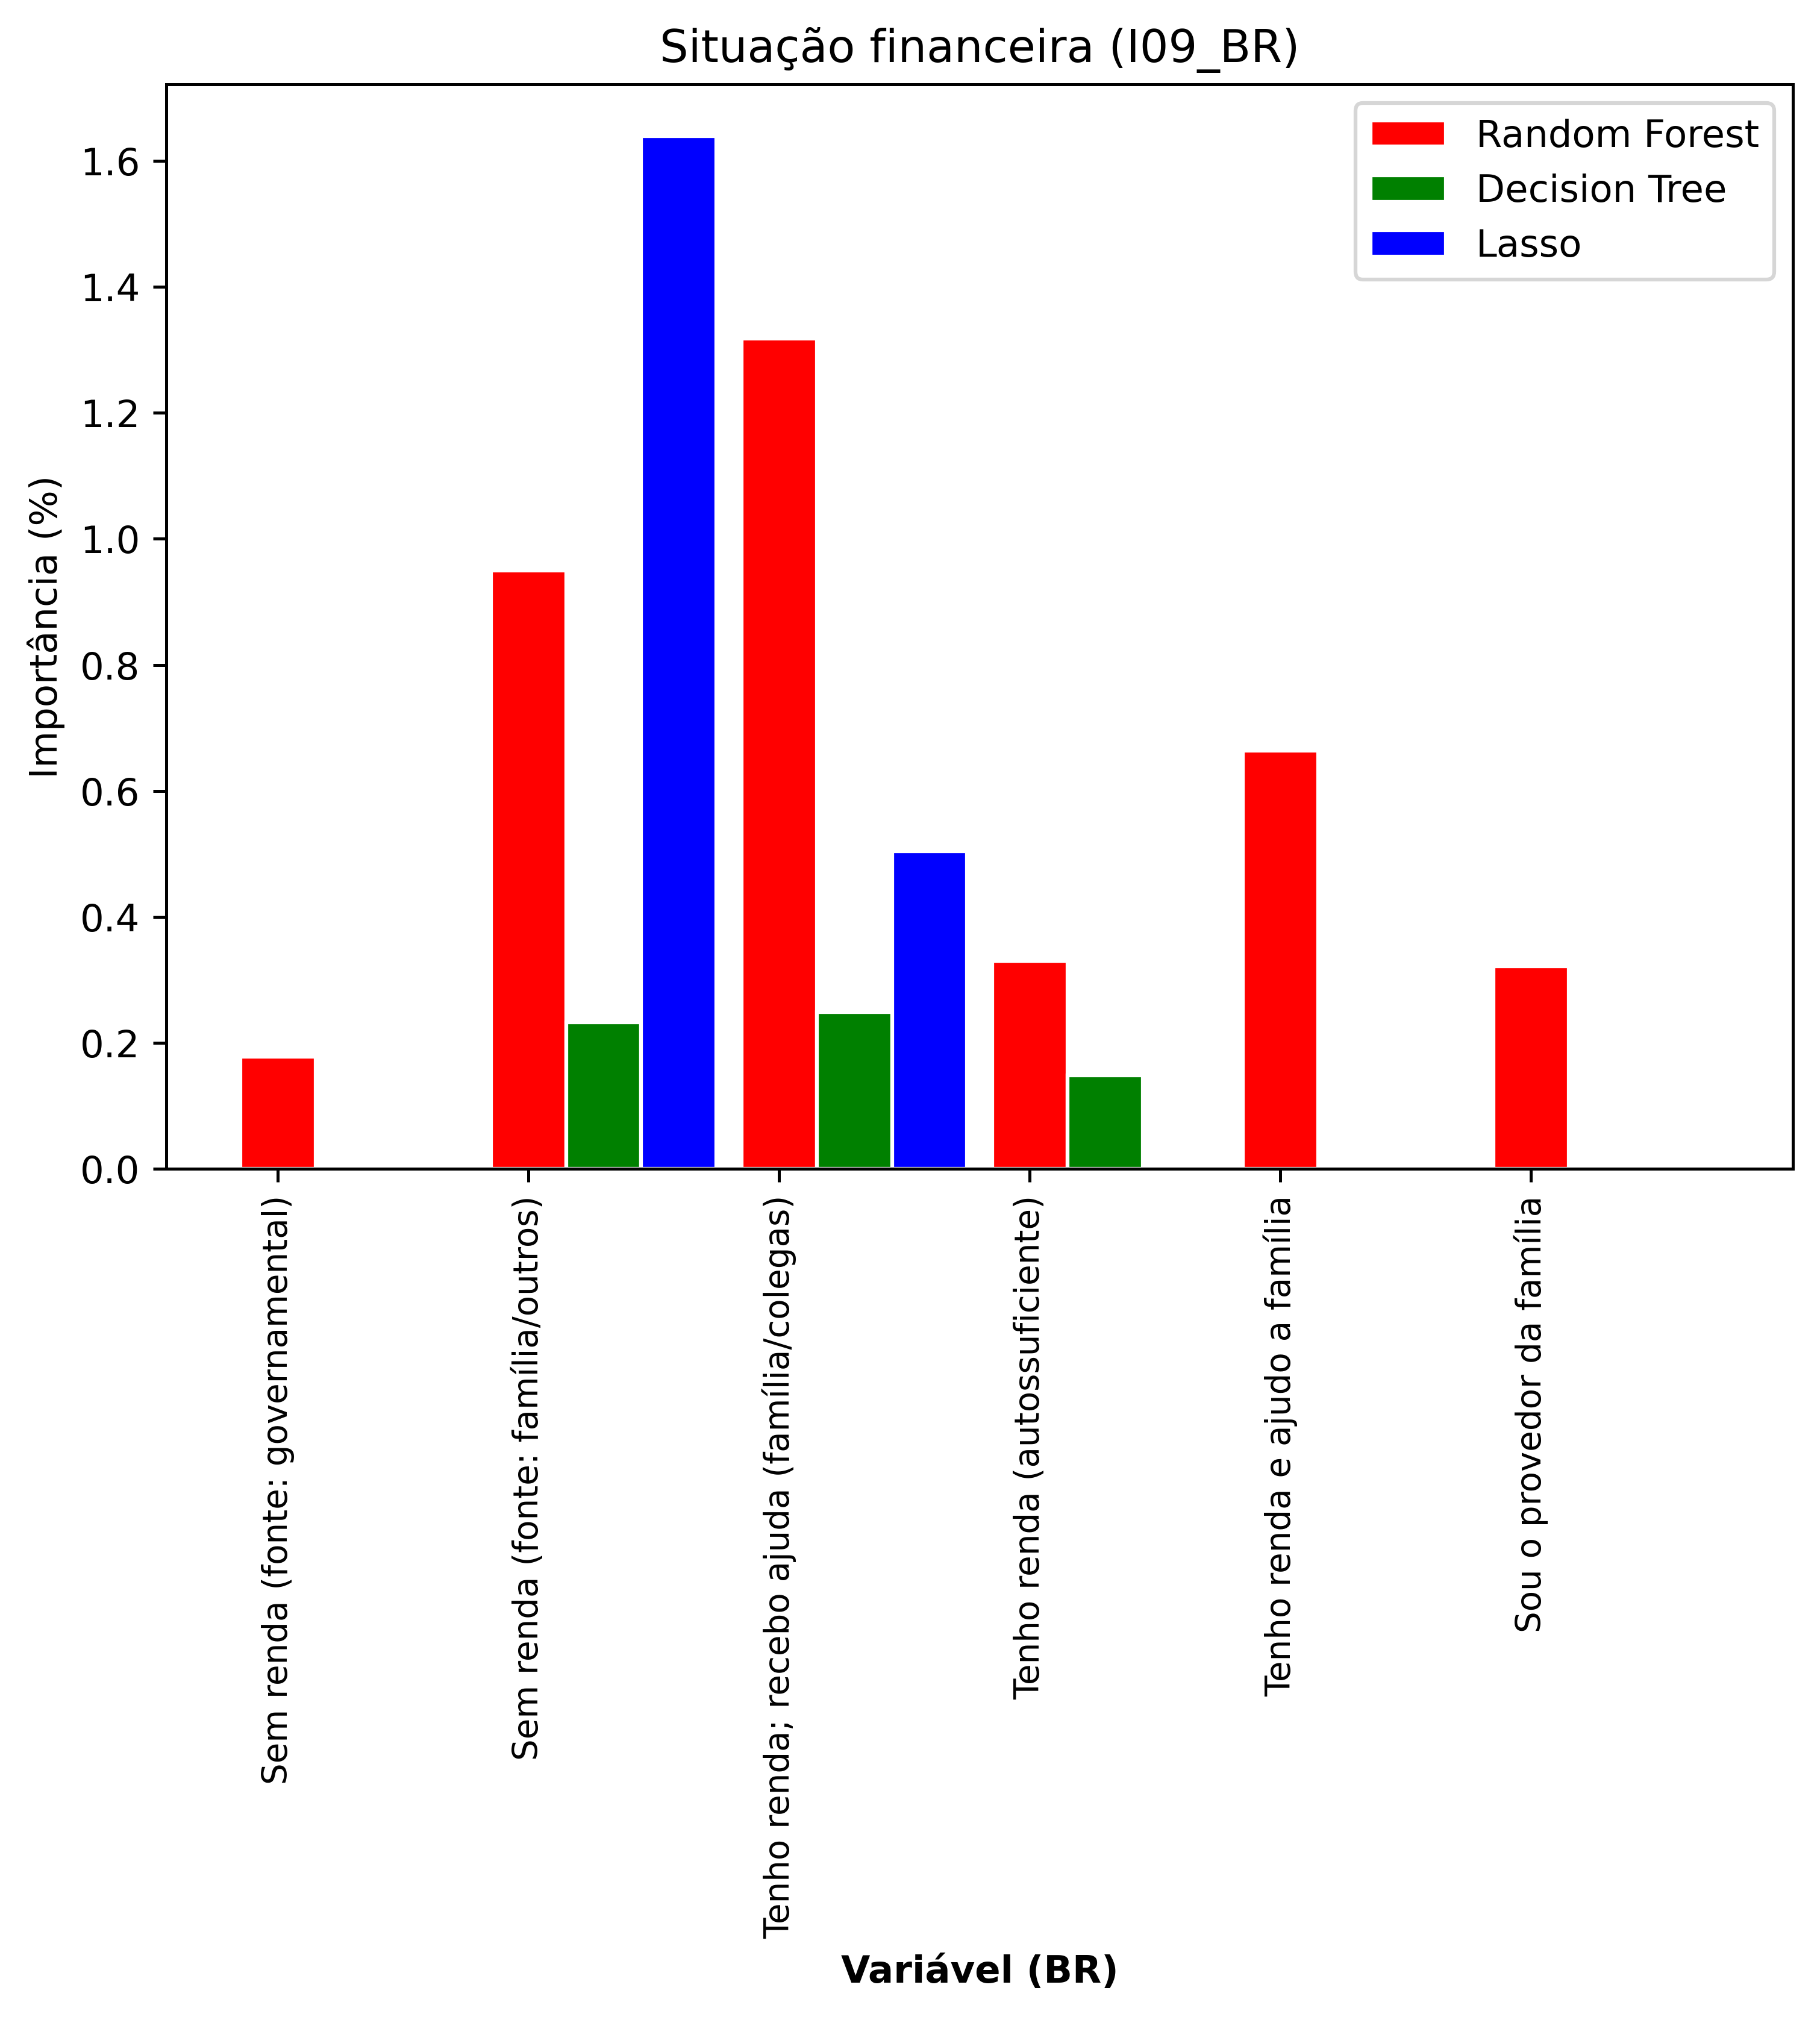 Situação financeira (I09_BR)
Random Forest
Decision Tree
Lasso
Importância (%)
1.6
1.4
1.2
1.0
0.8
0.6
0.4
0.2
0.0
Sem renda (fonte: governamental)
Sem renda (fonte: família/outros)
Tenho renda; recebo ajuda (família/colegas)
Tenho renda (autossuficiente)
Tenho renda e ajudo a família
Sou o provedor da família
Variável (BR)